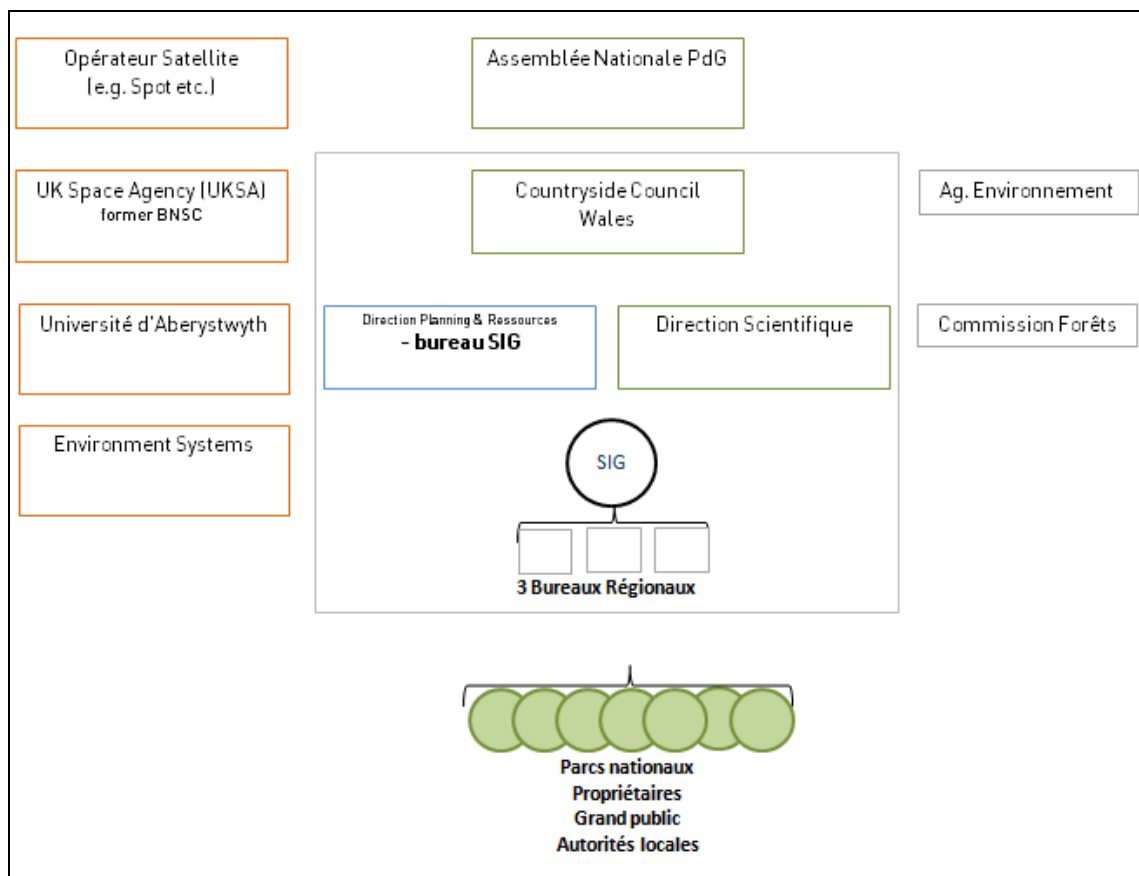 Opérateur Satellite
(e.g. Spot etc.)
Assemblée Nationale PdG
UK Space Agency (UKSA)
former BNSC
Countryside Council
Wales
Ag. Environnement
Université d'Aberystwyth
Direction Planning & Ressources
- bureau SIG
Direction Scientifique
Commission Forêts
Environment Systems
SIG
3 Bureaux Régionaux
Parcs nationaux
Propriétaires
Grand public
Autorités locales